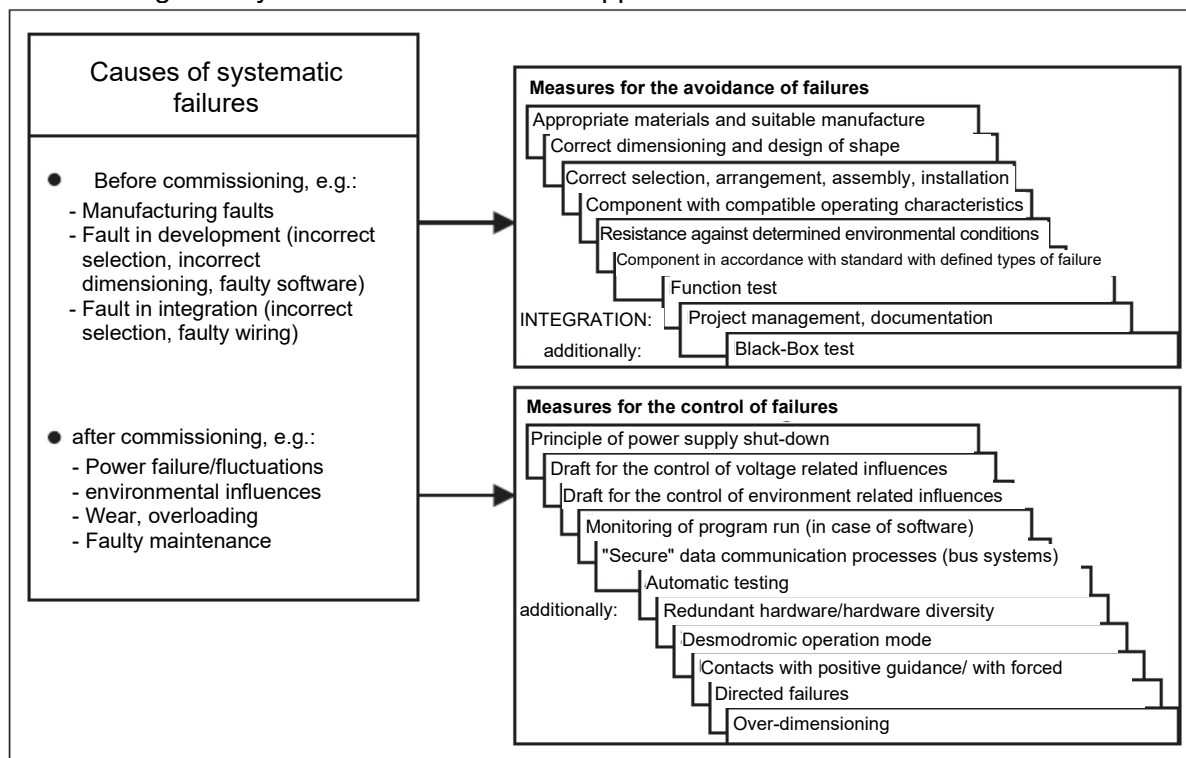 Causes of systematic
failures
● Before commissioning, e.g.:
- Manufacturing faults
- Fault in development (incorrect
selection, incorrect
dimensioning, faulty software)
- Fault in integration (incorrect
selection, faulty wiring)
● after commissioning, e.g.:
- Power failure/fluctuations
- environmental influences
- Wear, overloading
- Faulty maintenance
Measures for the avoidance of failures
Appropriate materials and suitable manufacture
Correct dimensioning and design of shape
Correct selection, arrangement, assembly, installation
Component with compatible operating characteristics
Resistance against determined environmental conditions
Component in accordance with standard with defined types of failure
Function test
INTEGRATION: Project management, documentation
additionally: Black-Box test
Measures for the control of failures
Principle of power supply shut-down
Draft for the control of voltage related influences
Draft for the control of environment related influences
Monitoring of program run (in case of software)
"Secure" data communication processes (bus systems)
Automatic testing
additionally: Redundant hardware/hardware diversity
Desmodromic operation mode
Contacts with positive guidance/ with forced
Directed failures
Over-dimensioning